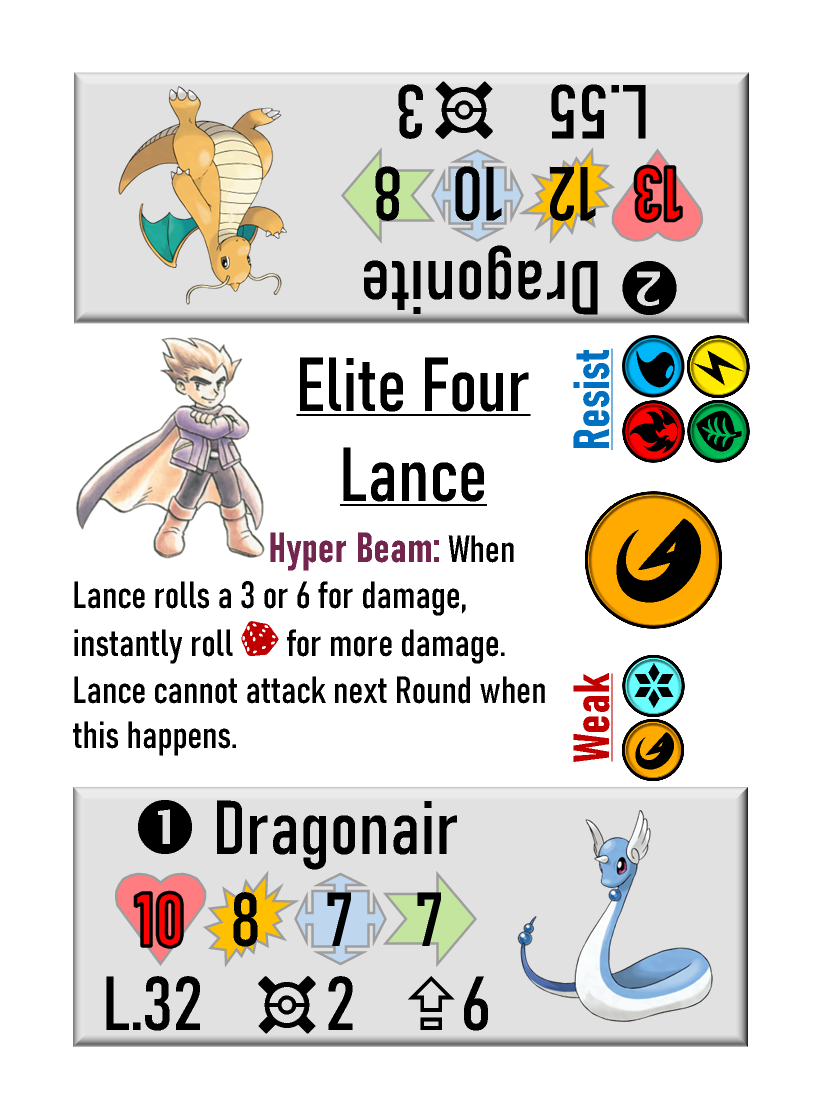 3 L.55
8 10 12 13
❷ Dragonite
Resist
Elite Four
Lance
Hyper Beam: When
Lance rolls a 3 or 6 for damage,
instantly roll for more damage.
Lance cannot attack next Round when
this happens.
Weak
❶ Dragonair
10 8 7 7
L.32 2 6